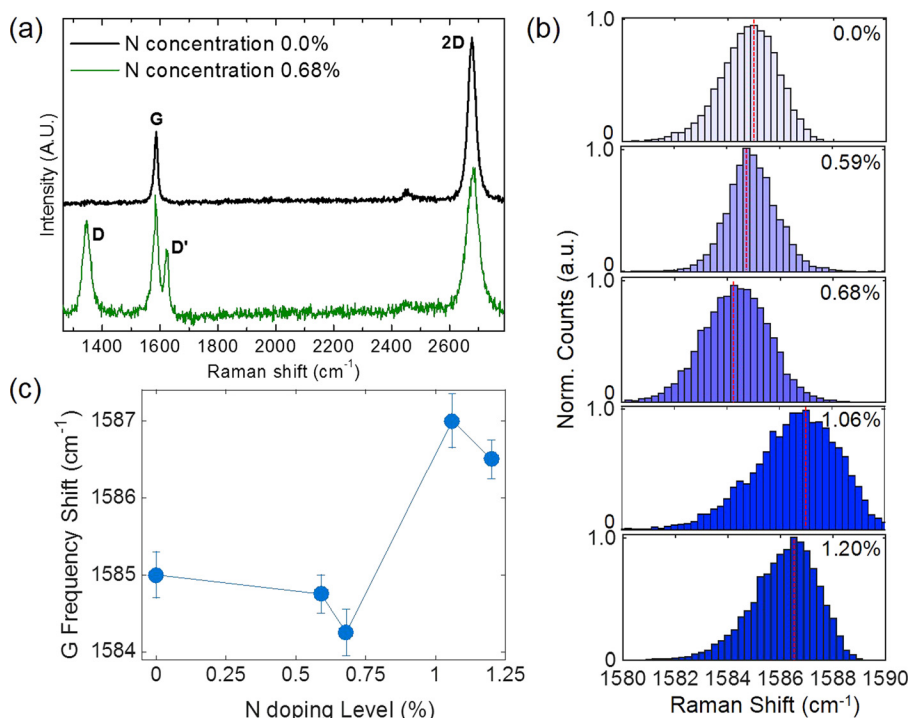 (a)
N concentration 0.0%
N concentration 0.68%
2D
G
D
D'
Intensity (A.U.)
1400 1600 1800 2000 2200 2400 2600
Raman shift (cm⁻¹)
(b)
1.0
0.0%
0
1.0
0.59%
0
1.0
0.68%
0
1.0
1.06%
0
1.0
1.20%
0
Norm. Counts (a.u.)
1580 1582 1584 1586 1588 1590
Raman Shift (cm⁻¹)
(c)
G Frequency Shift (cm⁻¹)
1587
1586
1585
1584
0 0.25 0.50 0.75 1.00 1.25
N doping Level (%)